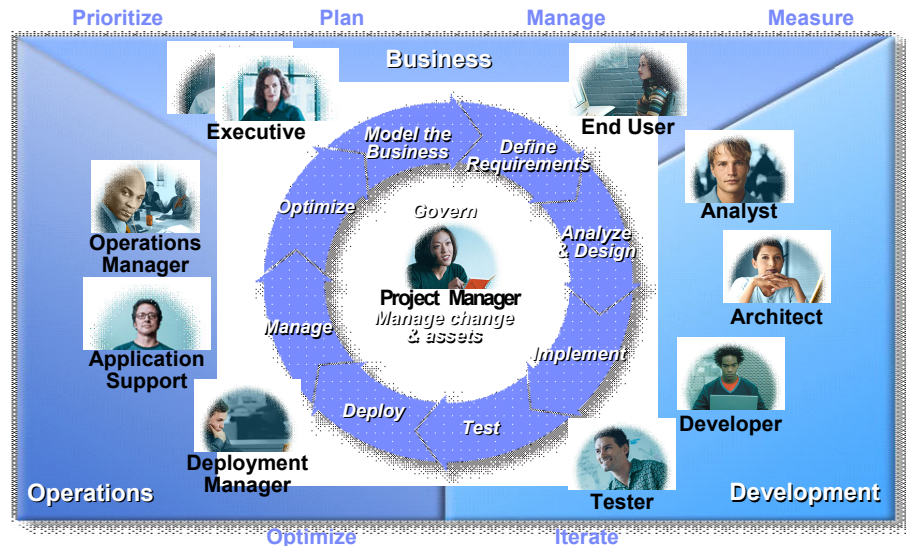 Prioritize
Plan
Manage
Measure
Business
Executive
End User
Model the
Business
Define
Requirements
Analyst
Optimize
Govern
Analyze
& Design
Operations
Manager
Project Manager
Manage change
& assets
Architect
Manage
Implement
Application
Support
Deploy
Test
Developer
Deployment
Manager
Tester
Operations
Development
Optimize
Iterate